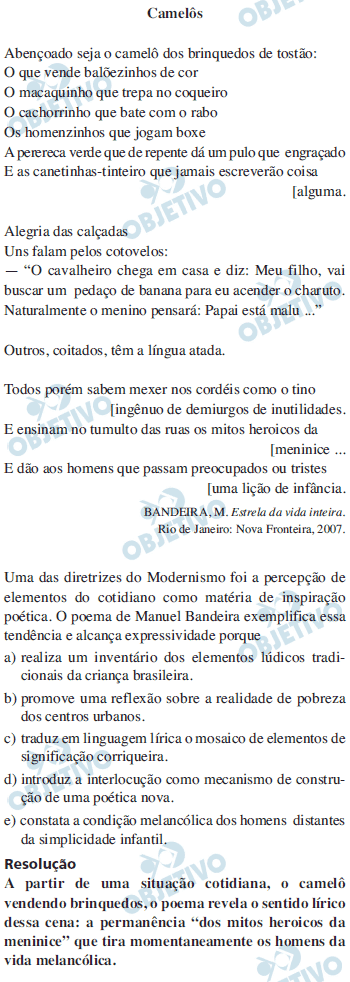 Camelôs
Abençoado seja o camelô dos brinquedos de tostão:
O que vende balõezinhos de cor
O macaquinho que trepa no coqueiro
O cachorrinho que bate com o rabo
Os homenzinhos que jogam boxe
A perereca verde que de repente dá um pulo que engraçado
E as canetinhas-tinteiro que jamais escreverão coisa
[alguma.
Alegria das calçadas
Uns falam pelos cotovelos:
— “O cavalheiro chega em casa e diz: Meu filho, vai
buscar um pedaço de banana para eu acender o charuto.
Naturalmente o menino pensará: Papai está malu ...”
Outros, coitados, têm a língua atada.
Todos porém sabem mexer nos cordéis como o tino
[ingênuo de demiurgos de inutilidades.
E ensinam no tumulto das ruas os mitos heroicos da
[meninice ...
E dão aos homens que passam preocupados ou tristes
[uma lição de infância.
BANDEIRA, M. Estrela da vida inteira.
Rio de Janeiro: Nova Fronteira, 2007.
Uma das diretrizes do Modernismo foi a percepção de
elementos do cotidiano como matéria de inspiração
poética. O poema de Manuel Bandeira exemplifica essa
tendência e alcança expressividade porque
a) realiza um inventário dos elementos lúdicos tradi-
cionais da criança brasileira.
b) promove uma reflexão sobre a realidade de pobreza
dos centros urbanos.
c) traduz em linguagem lírica o mosaico de elementos de
significação corriqueira.
d) introduz a interlocução como mecanismo de constru-
ção de uma poética nova.
e) constata a condição melancólica dos homens distantes
da simplicidade infantil.
Resolução
A partir de uma situação cotidiana, o camelô
vendendo brinquedos, o poema revela o sentido lírico
dessa cena: a permanência “dos mitos heroicos da
meninice” que tira momentaneamente os homens da
vida melancólica.